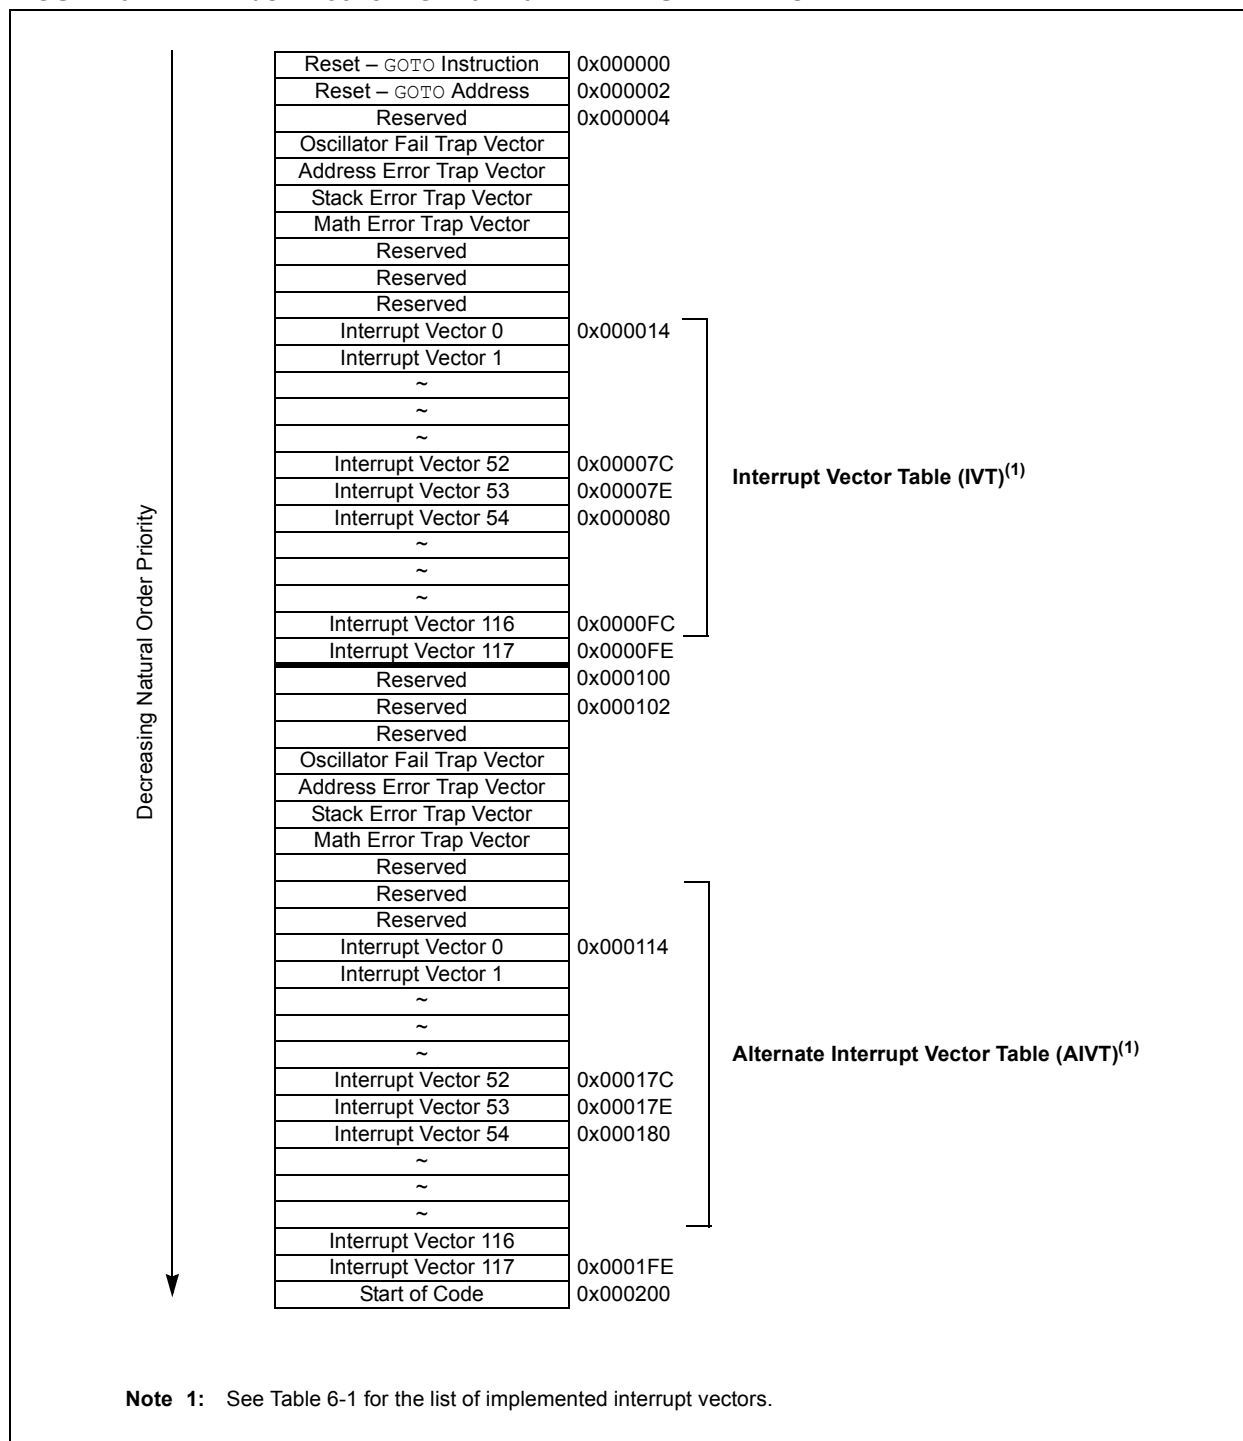 Reset – GOTO Instruction 0x000000
Reset – GOTO Address 0x000002
Reserved 0x000004
Oscillator Fail Trap Vector
Address Error Trap Vector
Stack Error Trap Vector
Math Error Trap Vector
Reserved
Reserved
Reserved
Interrupt Vector 0 0x000014
Interrupt Vector 1
~
~
~
Interrupt Vector 52 0x00007C
Interrupt Vector Table (IVT)(1)
Interrupt Vector 53 0x00007E
Interrupt Vector 54 0x000080
~
~
~
Interrupt Vector 116 0x0000FC
Interrupt Vector 117 0x0000FE
Decreasing Natural Order Priority
Reserved 0x000100
Reserved 0x000102
Reserved
Oscillator Fail Trap Vector
Address Error Trap Vector
Stack Error Trap Vector
Math Error Trap Vector
Reserved
Reserved
Reserved
Interrupt Vector 0 0x000114
Interrupt Vector 1
~
~
~
Alternate Interrupt Vector Table (AIVT)(1)
Interrupt Vector 52 0x00017C
Interrupt Vector 53 0x00017E
Interrupt Vector 54 0x000180
~
~
~
Interrupt Vector 116
Interrupt Vector 117 0x0001FE
Start of Code 0x000200
Note 1: See Table 6-1 for the list of implemented interrupt vectors.